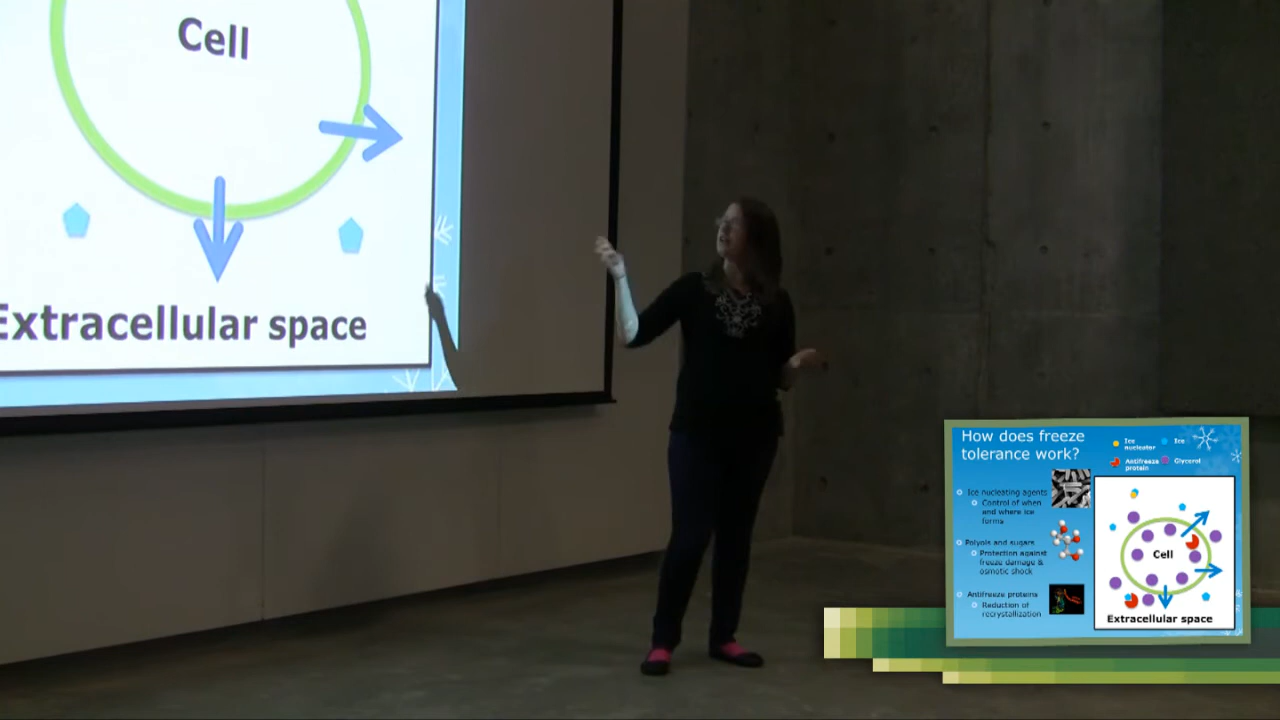 Cell
Extracellular space
How does freeze
tolerance work?
Ice
nucleator
Ice
Antifreeze
protein
Glycerol
Ice nucleating agents
Control of when
and where ice
forms
Polyols and sugars
Protection against
freeze damage &
osmotic shock
Antifreeze proteins
Reduction of
recrystallization
Cell
Extracellular space